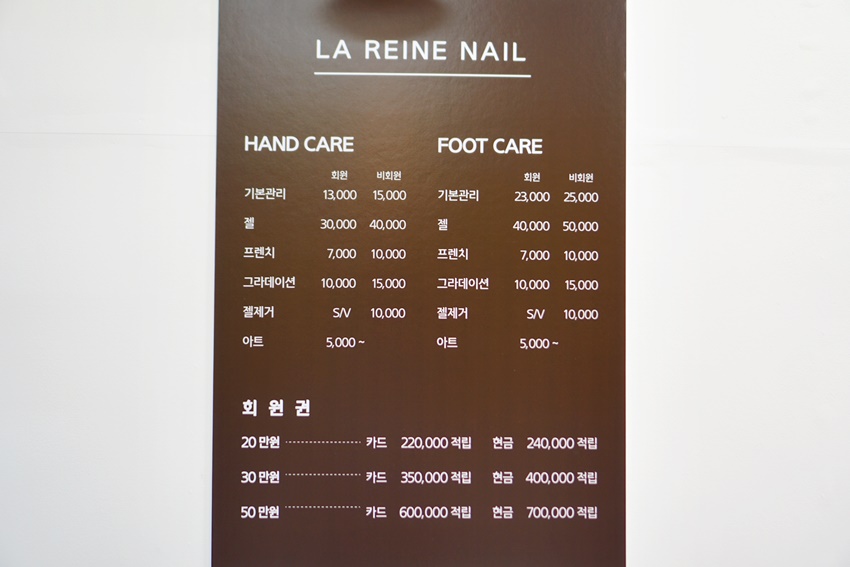 LA REINE NAIL
HAND CARE
회원 비회원
기본관리 13,000 15,000
젤 30,000 40,000
프렌치 7,000 10,000
그라데이션 10,000 15,000
젤제거 S/V 10,000
아트 5,000 ~
FOOT CARE
회원 비회원
기본관리 23,000 25,000
젤 40,000 50,000
프렌치 7,000 10,000
그라데이션 10,000 15,000
젤제거 S/V 10,000
아트 5,000 ~
회 원 권
20 만원 ························ 카드 220,000 적립 현금 240,000 적립
30 만원 ························ 카드 350,000 적립 현금 400,000 적립
50 만원 ························ 카드 600,000 적립 현금 700,000 적립